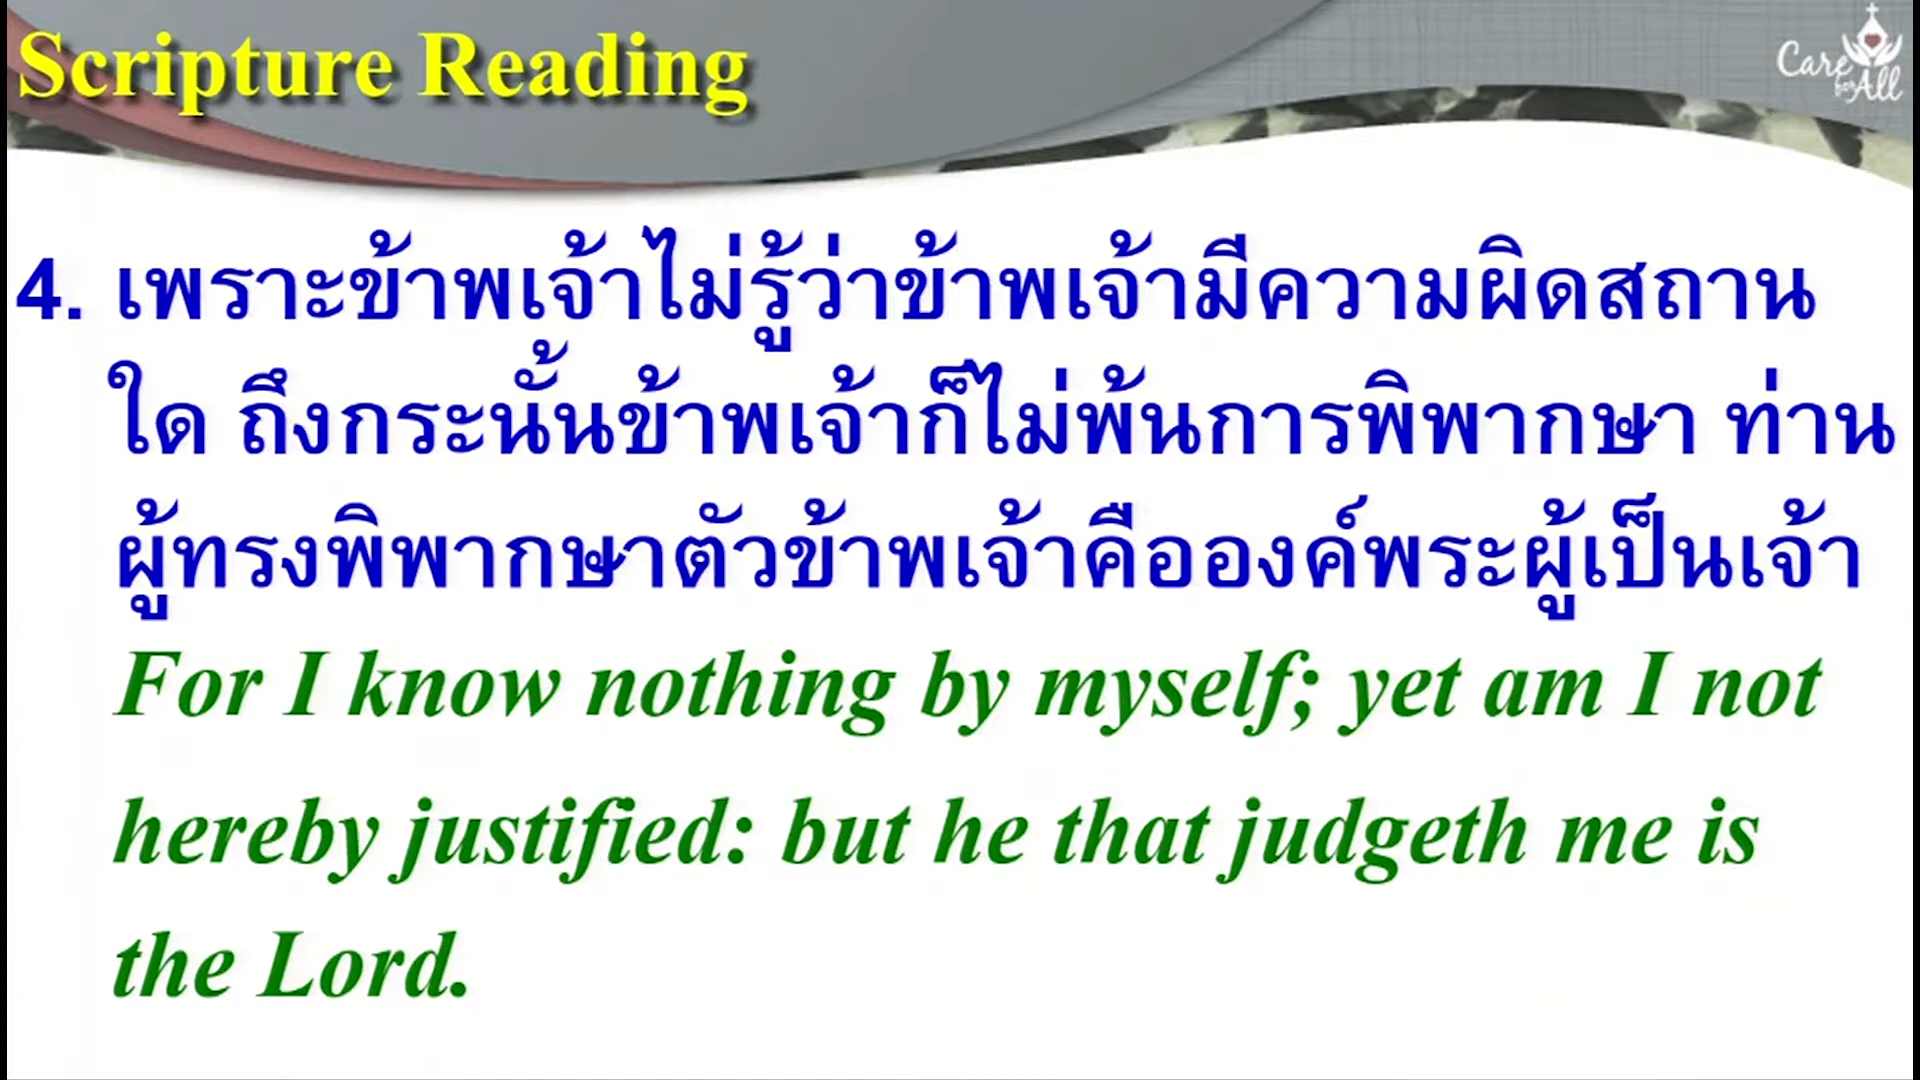 Scripture Reading
Care
for All
4. เพราะข้าพเจ้าไม่รู้ว่าข้าพเจ้ามีความผิดสถาน
ใด ถึงกระนั้นข้าพเจ้าก็ไม่พ้นการพิพากษา ท่าน
ผู้ทรงพิพากษาตัวข้าพเจ้าคือองค์พระผู้เป็นเจ้า
For I know nothing by myself; yet am I not
hereby justified: but he that judgeth me is
the Lord.